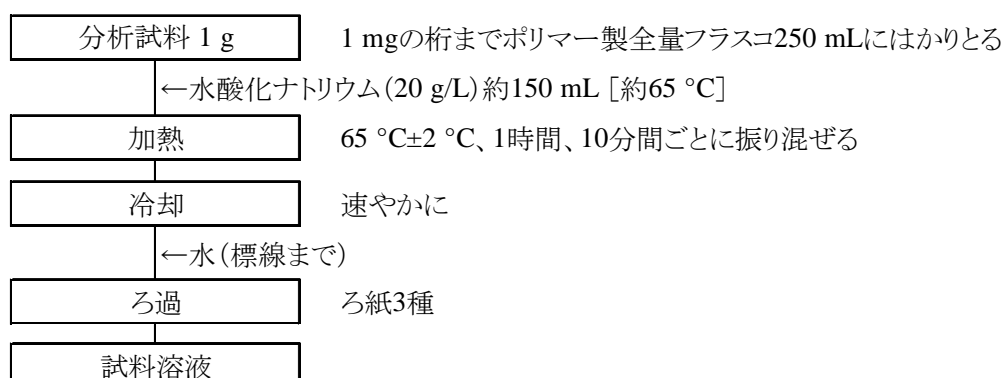 分析試料 1 g 1 mgの桁までポリマー製全量フラスコ250 mLにはかりとる
←水酸化ナトリウム(20 g/L)約150 mL [約65 °C]
加熱 65 °C±2 °C、1時間、10分間ごとに振り混ぜる
冷却 速やかに
←水(標線まで)
ろ過 ろ紙3種
試料溶液